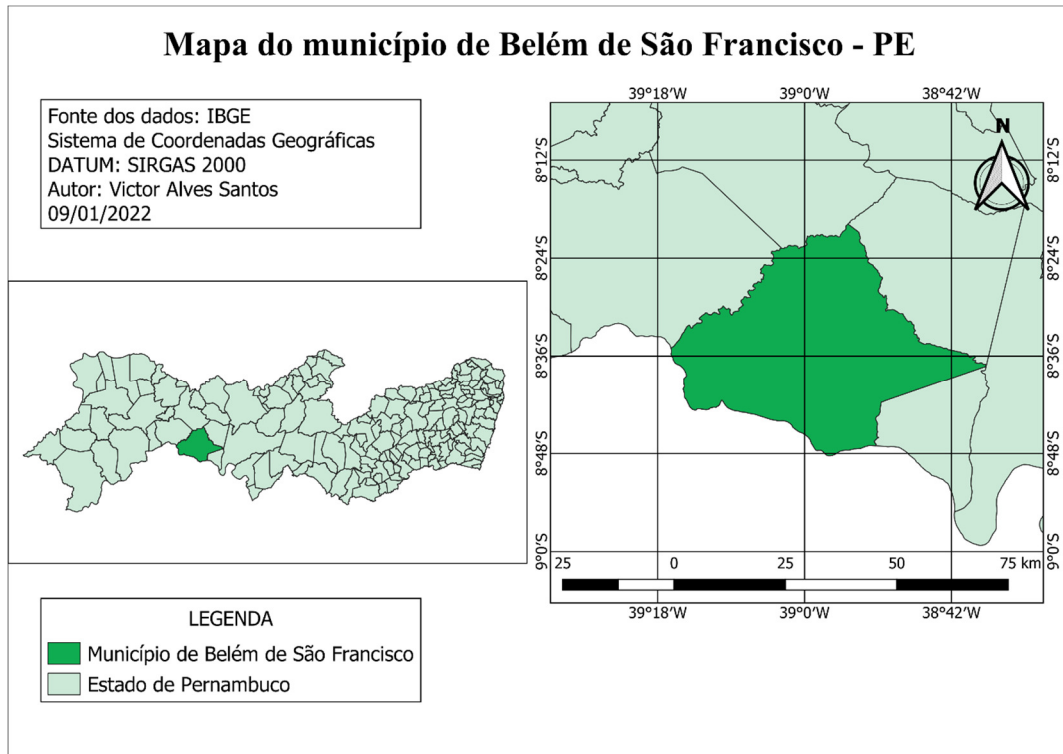 Mapa do município de Belém de São Francisco - PE
Fonte dos dados: IBGE
Sistema de Coordenadas Geográficas
DATUM: SIRGAS 2000
Autor: Victor Alves Santos
09/01/2022
39°18'W 39°0'W 38°42'W
N
8°12'S 8°12'S
8°24'S 8°24'S
8°36'S 8°36'S
8°48'S 8°48'S
9°0'S 9°0'S
25 0 25 50 75 km
39°18'W 39°0'W 38°42'W
LEGENDA
Município de Belém de São Francisco
Estado de Pernambuco